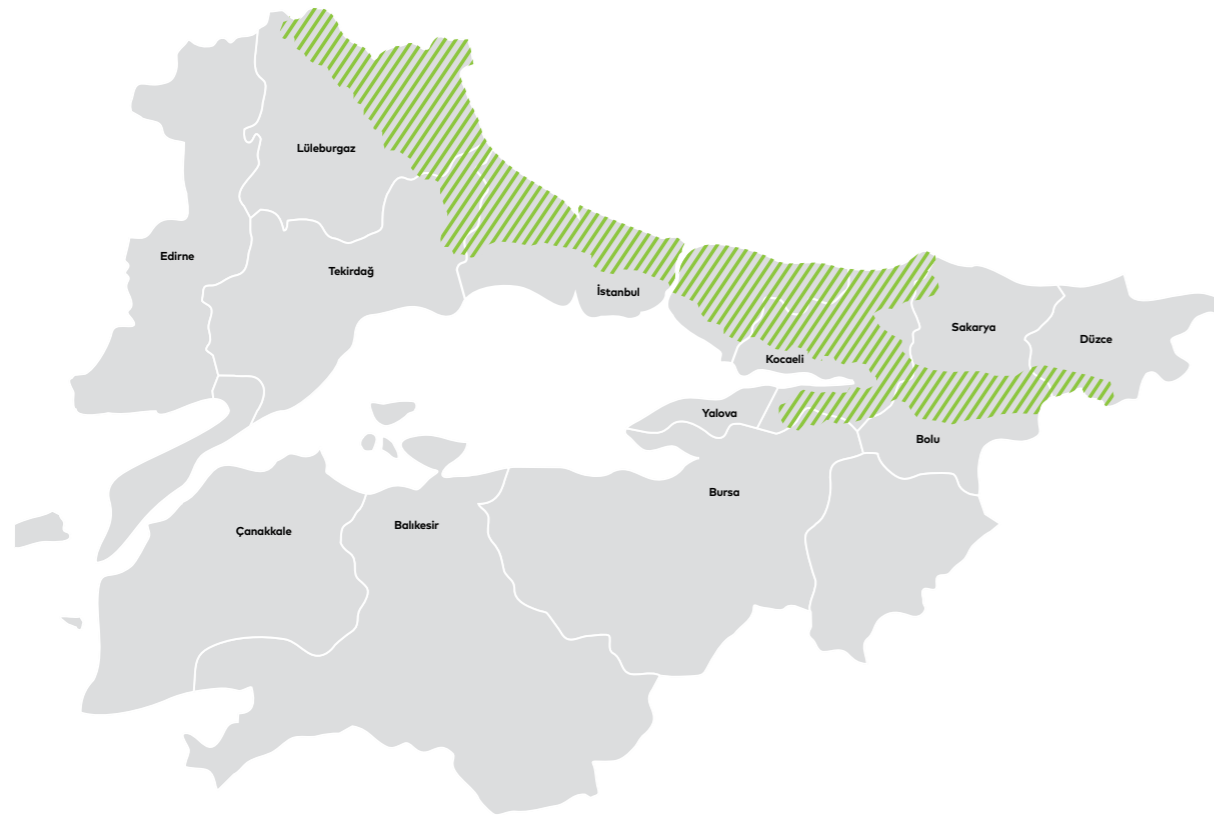 Lüleburgaz
Edirne
Tekirdağ
İstanbul
Sakarya
Düzce
Kocaeli
Yalova
Bolu
Bursa
Çanakkale
Balıkesir